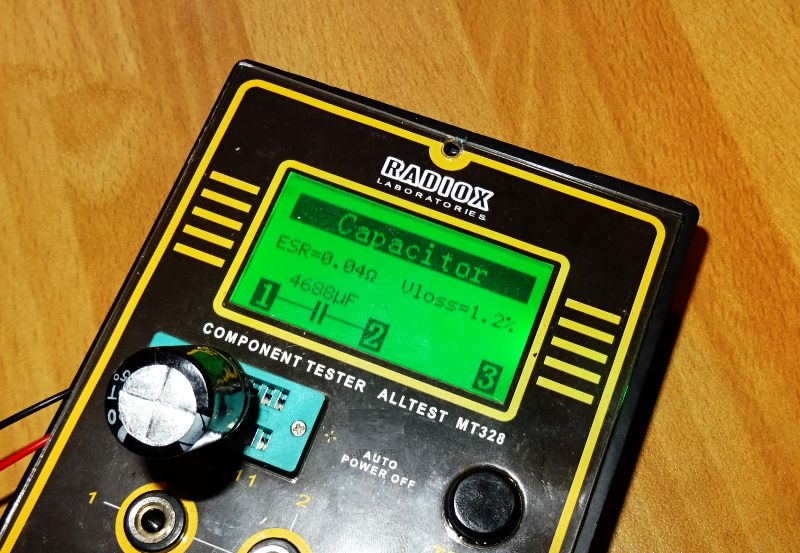 RADIOX
LABORATORIES
Capacitor
ESR=0.04Ω Vloss=1.2%
4688µF
1
2
3
COMPONENT TESTER ALLTEST MT328
AUTO
POWER OFF
11
1
2